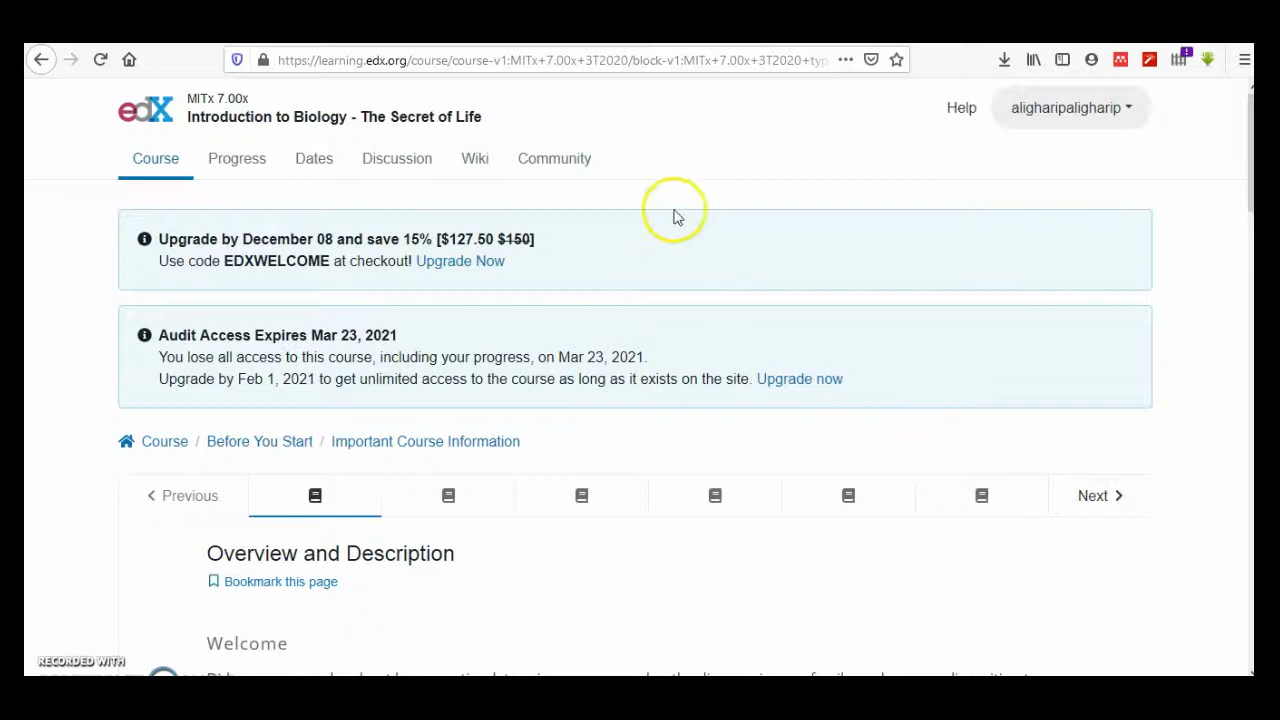 https://learning.edx.org/course/course-v1:MITx+7.00x+3T2020/block-v1:MITx+7.00x+3T2020+typ
edX
MITx 7.00x
Introduction to Biology - The Secret of Life
Help
aligharipaligharip
Course
Progress
Dates
Discussion
Wiki
Community
Upgrade by December 08 and save 15% [$127.50 $150]
Use code EDXWELCOME at checkout! Upgrade Now
Audit Access Expires Mar 23, 2021
You lose all access to this course, including your progress, on Mar 23, 2021.
Upgrade by Feb 1, 2021 to get unlimited access to the course as long as it exists on the site. Upgrade now
Course / Before You Start / Important Course Information
Previous
Next
Overview and Description
Bookmark this page
Welcome
RECORDED WITH